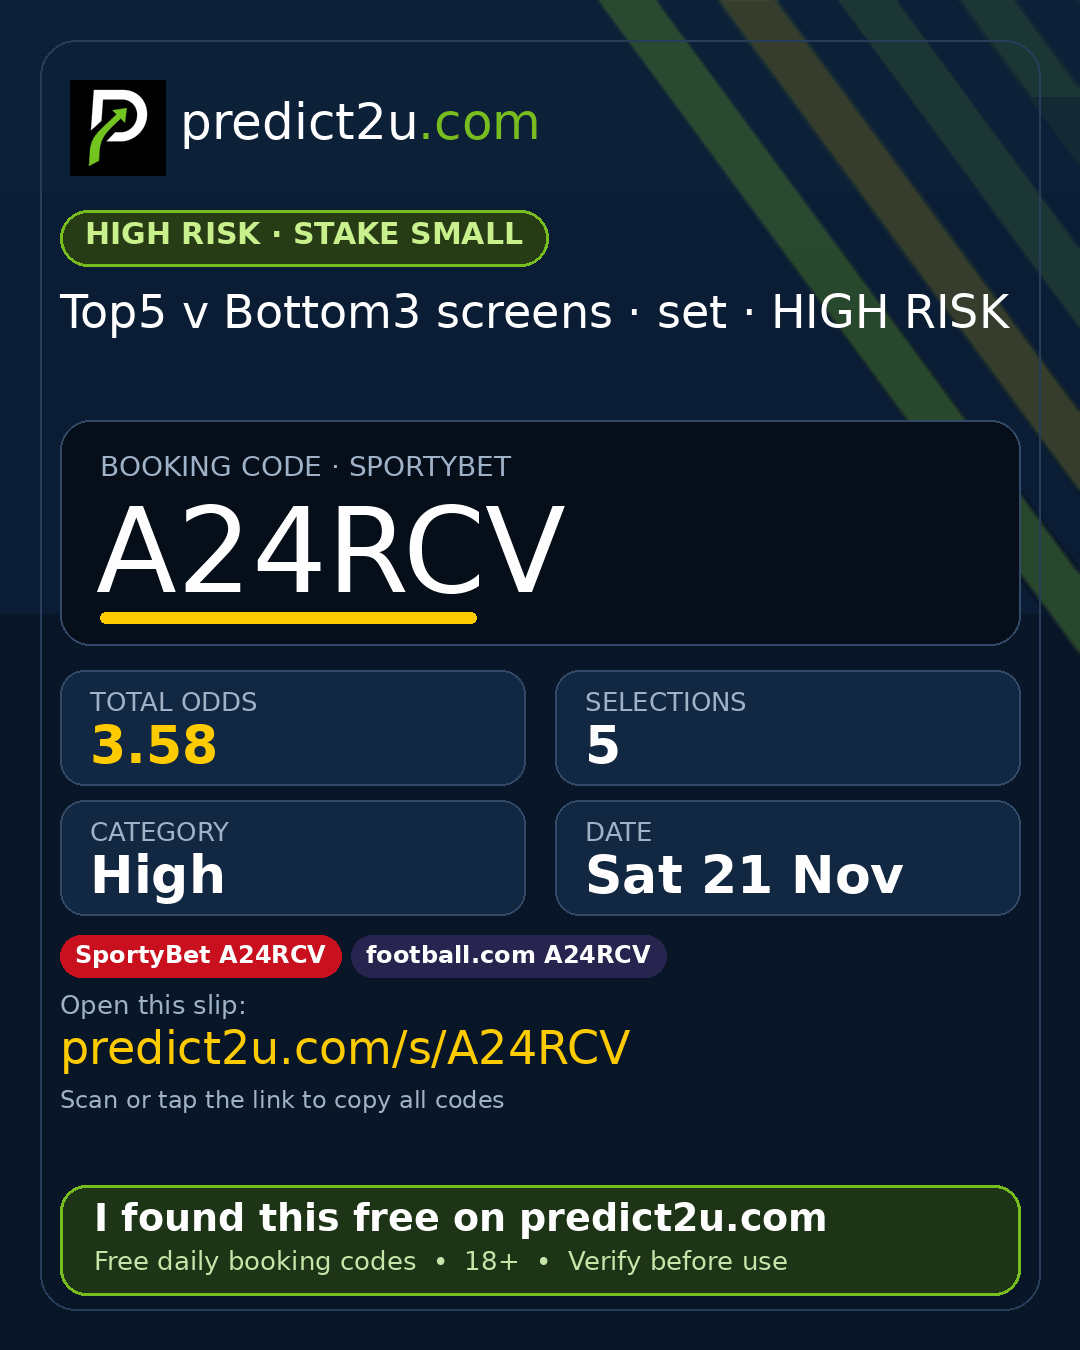 predict2u.com
HIGH RISK · STAKE SMALL
Top5 v Bottom3 screens · set · HIGH RISK
BOOKING CODE · SPORTYBET
A24RCV
TOTAL ODDS
3.58
SELECTIONS
5
CATEGORY
High
DATE
Sat 21 Nov
SportyBet A24RCV
football.com A24RCV
Open this slip:
predict2u.com/s/A24RCV
Scan or tap the link to copy all codes
I found this free on predict2u.com
Free daily booking codes • 18+ • Verify before use